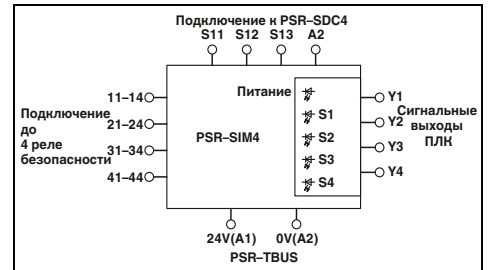 Подключение к PSR–SDC4
S11 S12 S13 A2
Питание
11–14
Y1
Подключение
до
4 реле
безопасности
21–24
S1
Y2
Сигнальные
выходы
ПЛК
PSR–SIM4
S2
31–34
Y3
S3
41–44
Y4
S4
24V(A1) 0V(A2)
PSR–TBUS